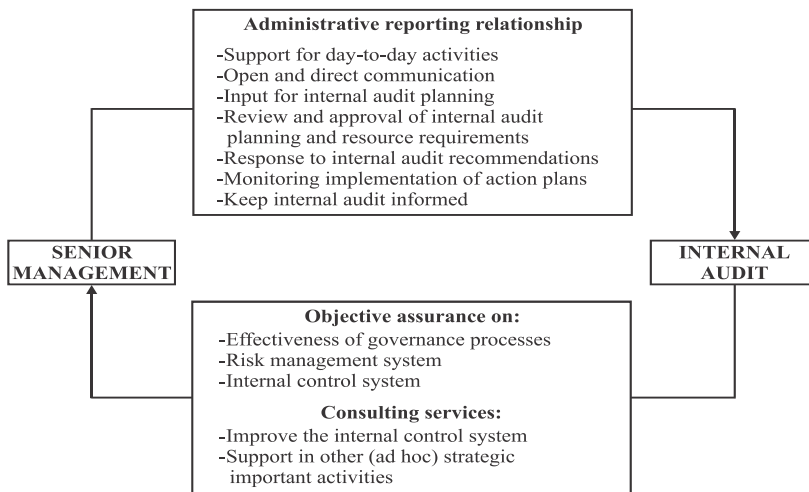 Administrative reporting relationship
-Support for day-to-day activities
-Open and direct communication
-Input for internal audit planning
-Review and approval of internal audit
planning and resource requirements
-Response to internal audit recommendations
-Monitoring implementation of action plans
-Keep internal audit informed
SENIOR
MANAGEMENT
INTERNAL
AUDIT
Objective assurance on:
-Effectiveness of governance processes
-Risk management system
-Internal control system
Consulting services:
-Improve the internal control system
-Support in other (ad hoc) strategic
important activities